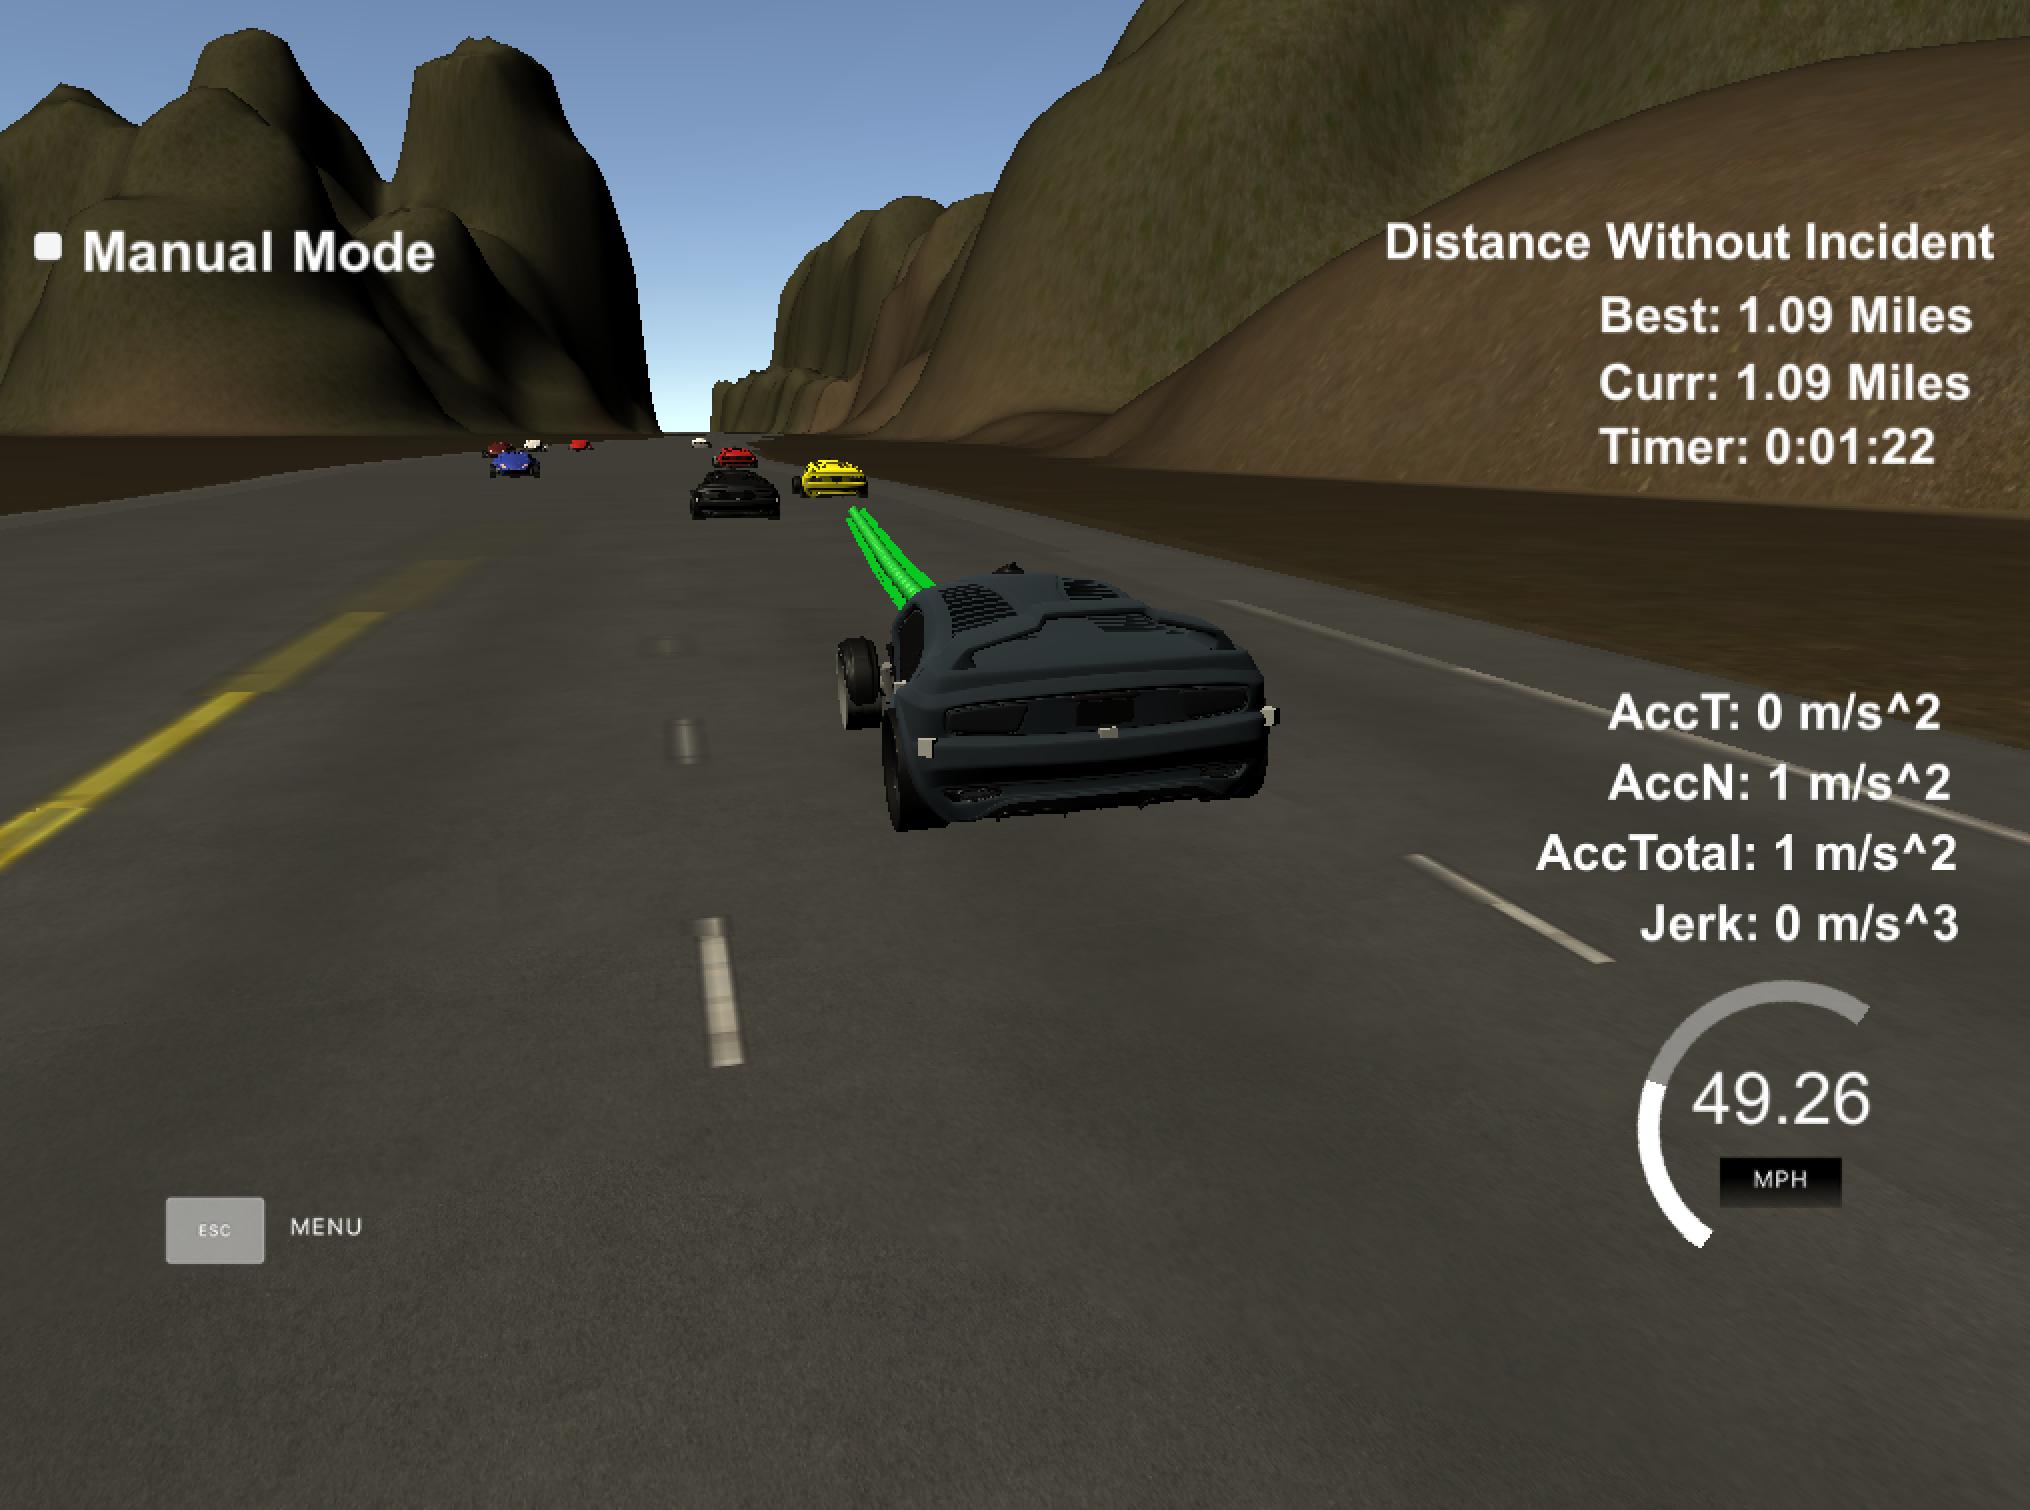 Manual Mode
Distance Without Incident
Best: 1.09 Miles
Curr: 1.09 Miles
Timer: 0:01:22
AccT: 0 m/s^2
AccN: 1 m/s^2
AccTotal: 1 m/s^2
Jerk: 0 m/s^3
49.26
MPH
ESC MENU